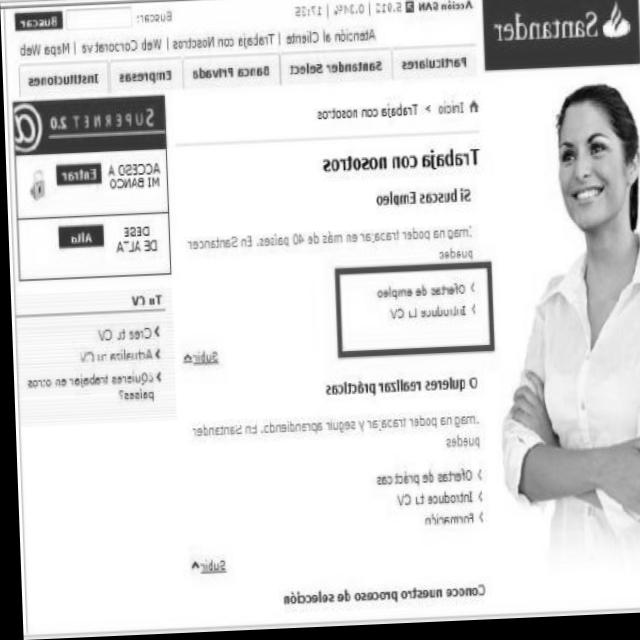 Santander
Acción SAN 5.912 | 0.34% | 17:35
Buscar:
Buscar
Atención al Cliente | Trabaja con Nosotros | Web Corporativa | Mapa Web
Particulares
Santander Select
Banca Privada
Empresas
Instituciones
Inicio > Trabaja con nosotros
Trabaja con nosotros
Si buscas Empleo
Imagina poder trabajar en más de 40 países. En Santander
puedes
Ofertas de empleo
Introduce tu CV
Subir
O quieres realizar prácticas
Imagina poder trabajar y seguir aprendiendo. En Santander
puedes
Ofertas de prácticas
Introduce tu CV
Formación
Subir
Conoce nuestro proceso de selección
SUPERNET 2.0
ACCESO A
MI BANCO
Entrar
DESE
DE ALTA
Alta
Tu CV
Crea tu CV
Actualiza tu CV
¿Quieres trabajar en otros
países?